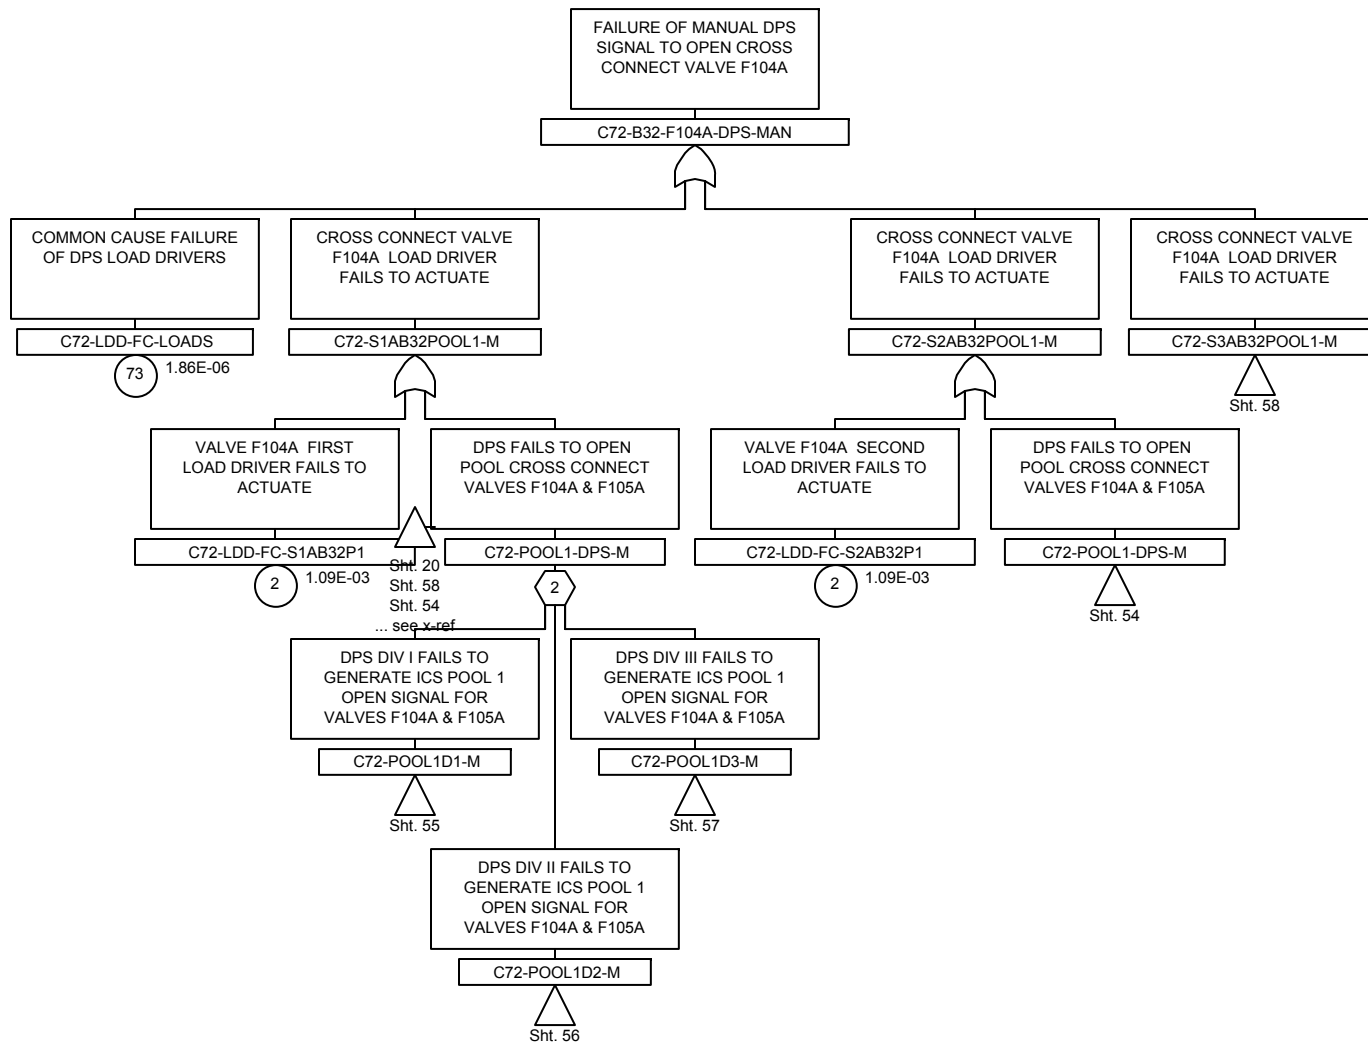 FAILURE OF MANUAL DPS
SIGNAL TO OPEN CROSS
CONNECT VALVE F104A
C72-B32-F104A-DPS-MAN
COMMON CAUSE FAILURE
OF DPS LOAD DRIVERS
C72-LDD-FC-LOADS
73
1.86E-06
CROSS CONNECT VALVE
F104A LOAD DRIVER
FAILS TO ACTUATE
C72-S1AB32POOL1-M
CROSS CONNECT VALVE
F104A LOAD DRIVER
FAILS TO ACTUATE
C72-S2AB32POOL1-M
CROSS CONNECT VALVE
F104A LOAD DRIVER
FAILS TO ACTUATE
C72-S3AB32POOL1-M
Sht. 58
VALVE F104A FIRST
LOAD DRIVER FAILS TO
ACTUATE
C72-LDD-FC-S1AB32P1
2
1.09E-03
Sht. 20
Sht. 58
Sht. 54
... see x-ref
DPS FAILS TO OPEN
POOL CROSS CONNECT
VALVES F104A & F105A
C72-POOL1-DPS-M
2
VALVE F104A SECOND
LOAD DRIVER FAILS TO
ACTUATE
C72-LDD-FC-S2AB32P1
2
1.09E-03
DPS FAILS TO OPEN
POOL CROSS CONNECT
VALVES F104A & F105A
C72-POOL1-DPS-M
Sht. 54
DPS DIV I FAILS TO
GENERATE ICS POOL 1
OPEN SIGNAL FOR
VALVES F104A & F105A
C72-POOL1D1-M
Sht. 55
DPS DIV III FAILS TO
GENERATE ICS POOL 1
OPEN SIGNAL FOR
VALVES F104A & F105A
C72-POOL1D3-M
Sht. 57
DPS DIV II FAILS TO
GENERATE ICS POOL 1
OPEN SIGNAL FOR
VALVES F104A & F105A
C72-POOL1D2-M
Sht. 56